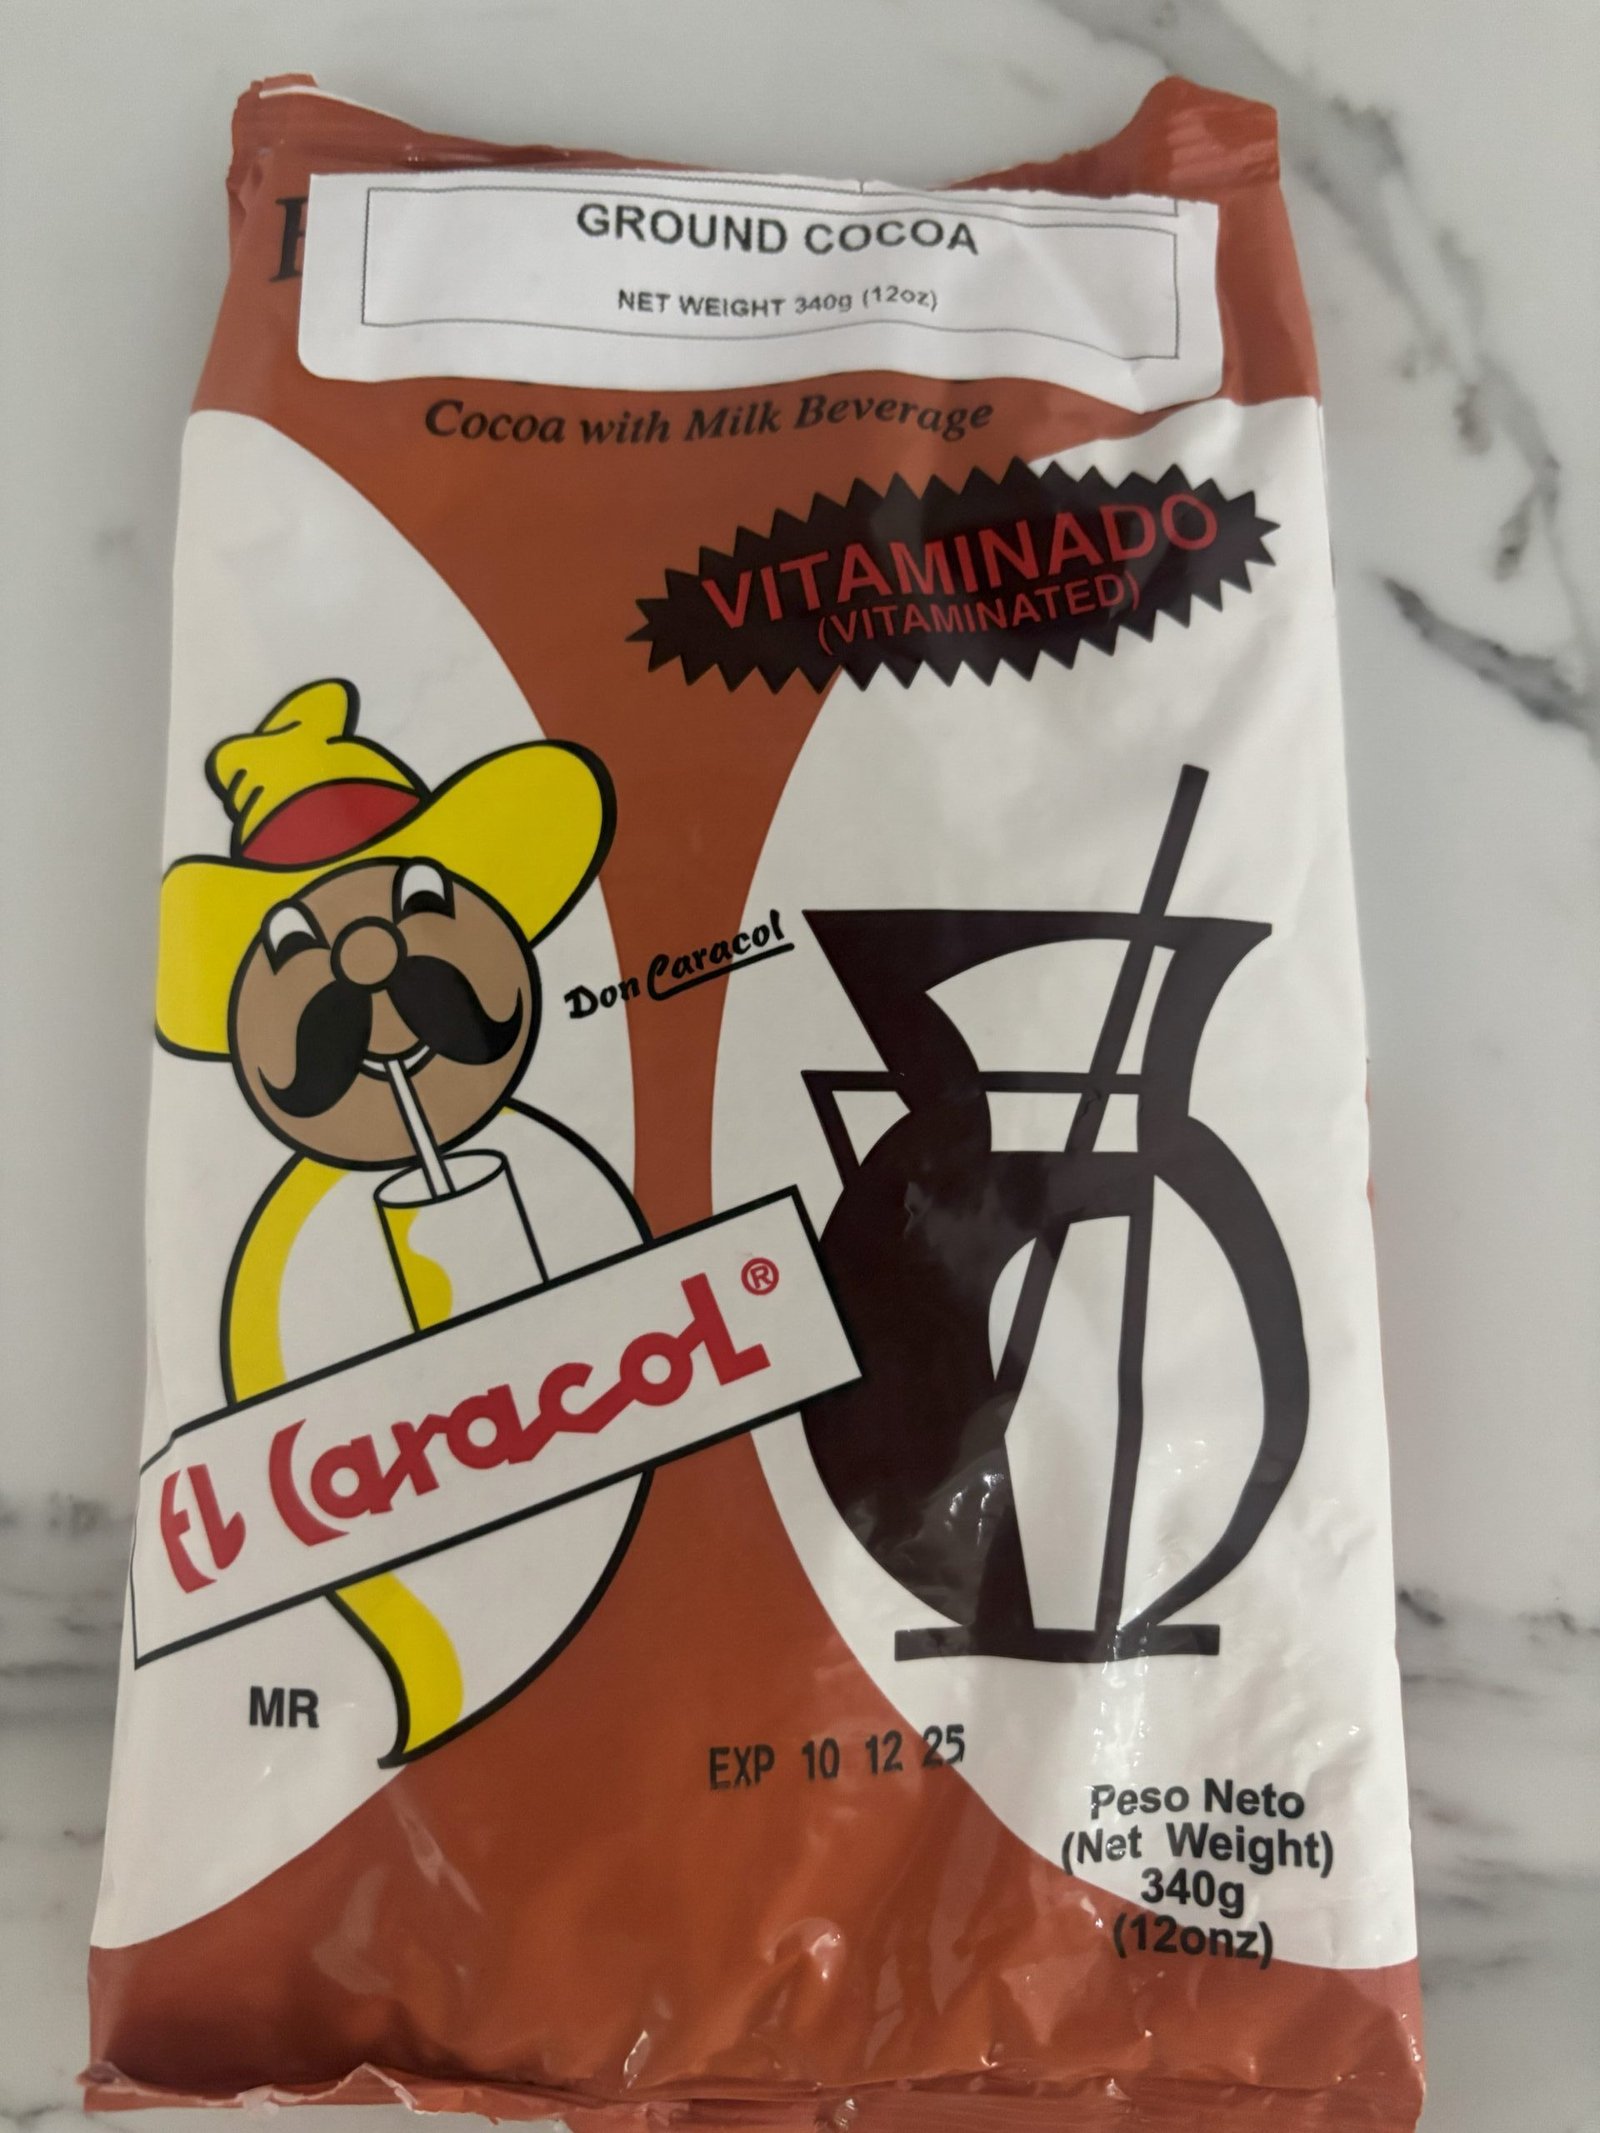 GROUND COCOA
NET WEIGHT 340g (12oz)
Cocoa with Milk Beverage
VITAMINADO
(VITAMINATED)
Don Caracol
El Caracol®
MR
EXP 10 12 25
Peso Neto
(Net Weight)
340g
(12onz)